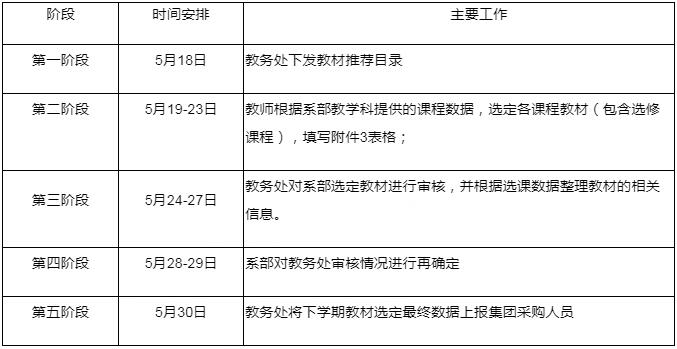 阶段 时间安排 主要工作
第一阶段 5月18日 教务处下发教材推荐目录
第二阶段 5月19-23日 教师根据系部教学科提供的课程数据，选定各课程教材（包含选修
课程），填写附件3表格；
第三阶段 5月24-27日 教务处对系部选定教材进行审核，并根据选课数据整理教材的相关
信息。
第四阶段 5月28-29日 系部对教务处审核情况进行再确定
第五阶段 5月30日 教务处将下学期教材选定最终数据上报集团采购人员